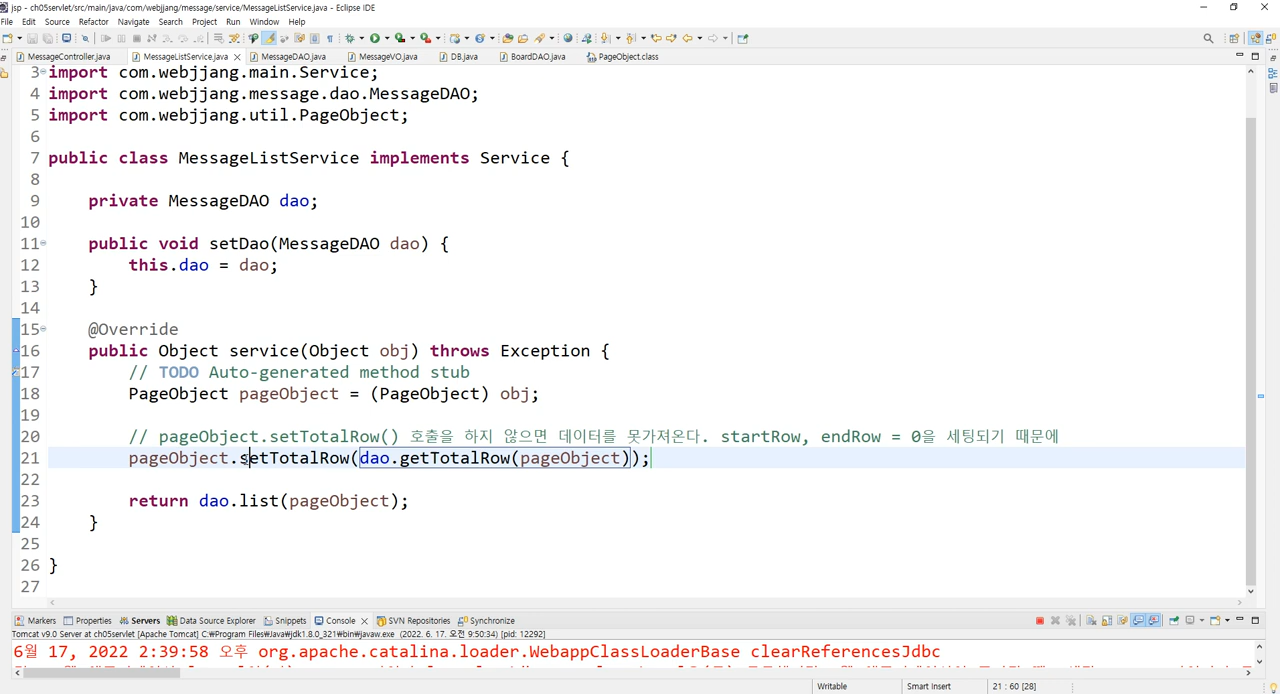 jsp - ch05servlet/src/main/java/com/webjjang/message/service/MessageListService.java - Eclipse IDE
File Edit Source Refactor Navigate Search Project Run Window Help
MessageController.java MessageListService.java MessageDAO.java MessageVO.java DB.java BoardDAO.java PageObject.class
3 import com.webjjang.main.Service;
4 import com.webjjang.message.dao.MessageDAO;
5 import com.webjjang.util.PageObject;
6
7 public class MessageListService implements Service {
8
9 private MessageDAO dao;
10
11 public void setDao(MessageDAO dao) {
12 this.dao = dao;
13 }
14
15 @Override
16 public Object service(Object obj) throws Exception {
17 // TODO Auto-generated method stub
18 PageObject pageObject = (PageObject) obj;
19
20 // pageObject.setTotalRow() 호출을 하지 않으면 데이터를 못가져온다. startRow, endRow = 0을 세팅되기 때문에
21 pageObject.setTotalRow(dao.getTotalRow(pageObject));
22
23 return dao.list(pageObject);
24 }
25
26 }
27
Markers Properties Servers Data Source Explorer Snippets Console SVN Repositories Synchronize
Tomcat v9.0 Server at ch05servlet [Apache Tomcat] C:₩Program Files₩Java₩jdk1.8.0_321₩bin₩javaw.exe (2022. 6. 17. 오전 9:50:34) [pid: 12292]
6월 17, 2022 2:39:58 오후 org.apache.catalina.loader.WebappClassLoaderBase clearReferencesJdbc
Writable Smart Insert 21 : 60 [28]